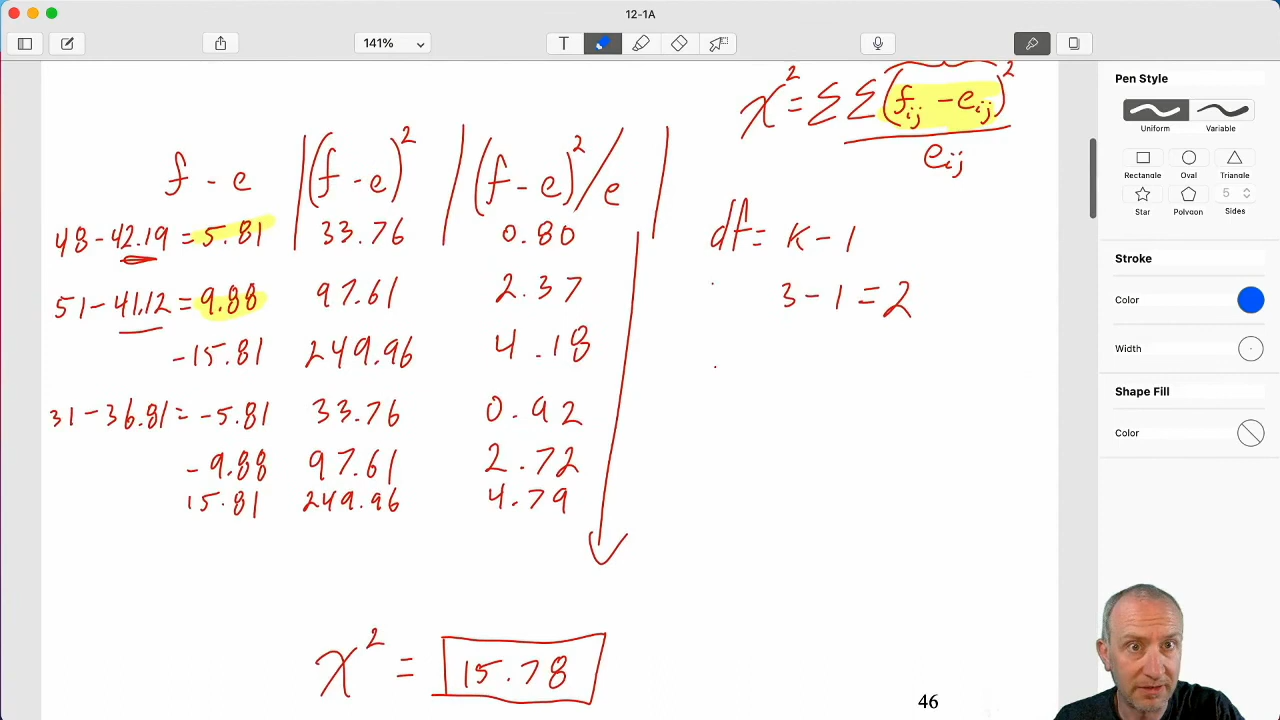 12-1A
141%
T
χ² = ΣΣ(fij - eij)²
eij
f - e | (f - e)² | (f - e)²/e |
48 - 42.19 = 5.81 33.76 0.80
51 - 41.12 = 9.88 97.61 2.37
-15.81 249.96 4.18
31 - 36.81 = -5.81 33.76 0.92
-9.88 97.61 2.72
15.81 249.96 4.79
χ² = 15.78
df = K - 1
3 - 1 = 2
46
Pen Style
Uniform Variable
Rectangle Oval Triangle
Star Polygon Sides
5
Stroke
Color
Width
Shape Fill
Color